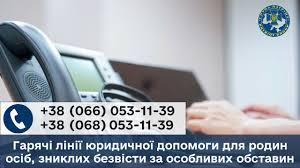 +38 (066) 053-11-39
+38 (068) 053-11-39
Гарячі лінії юридичної допомоги для родин
осіб, зниклих безвісти за особливих обставин